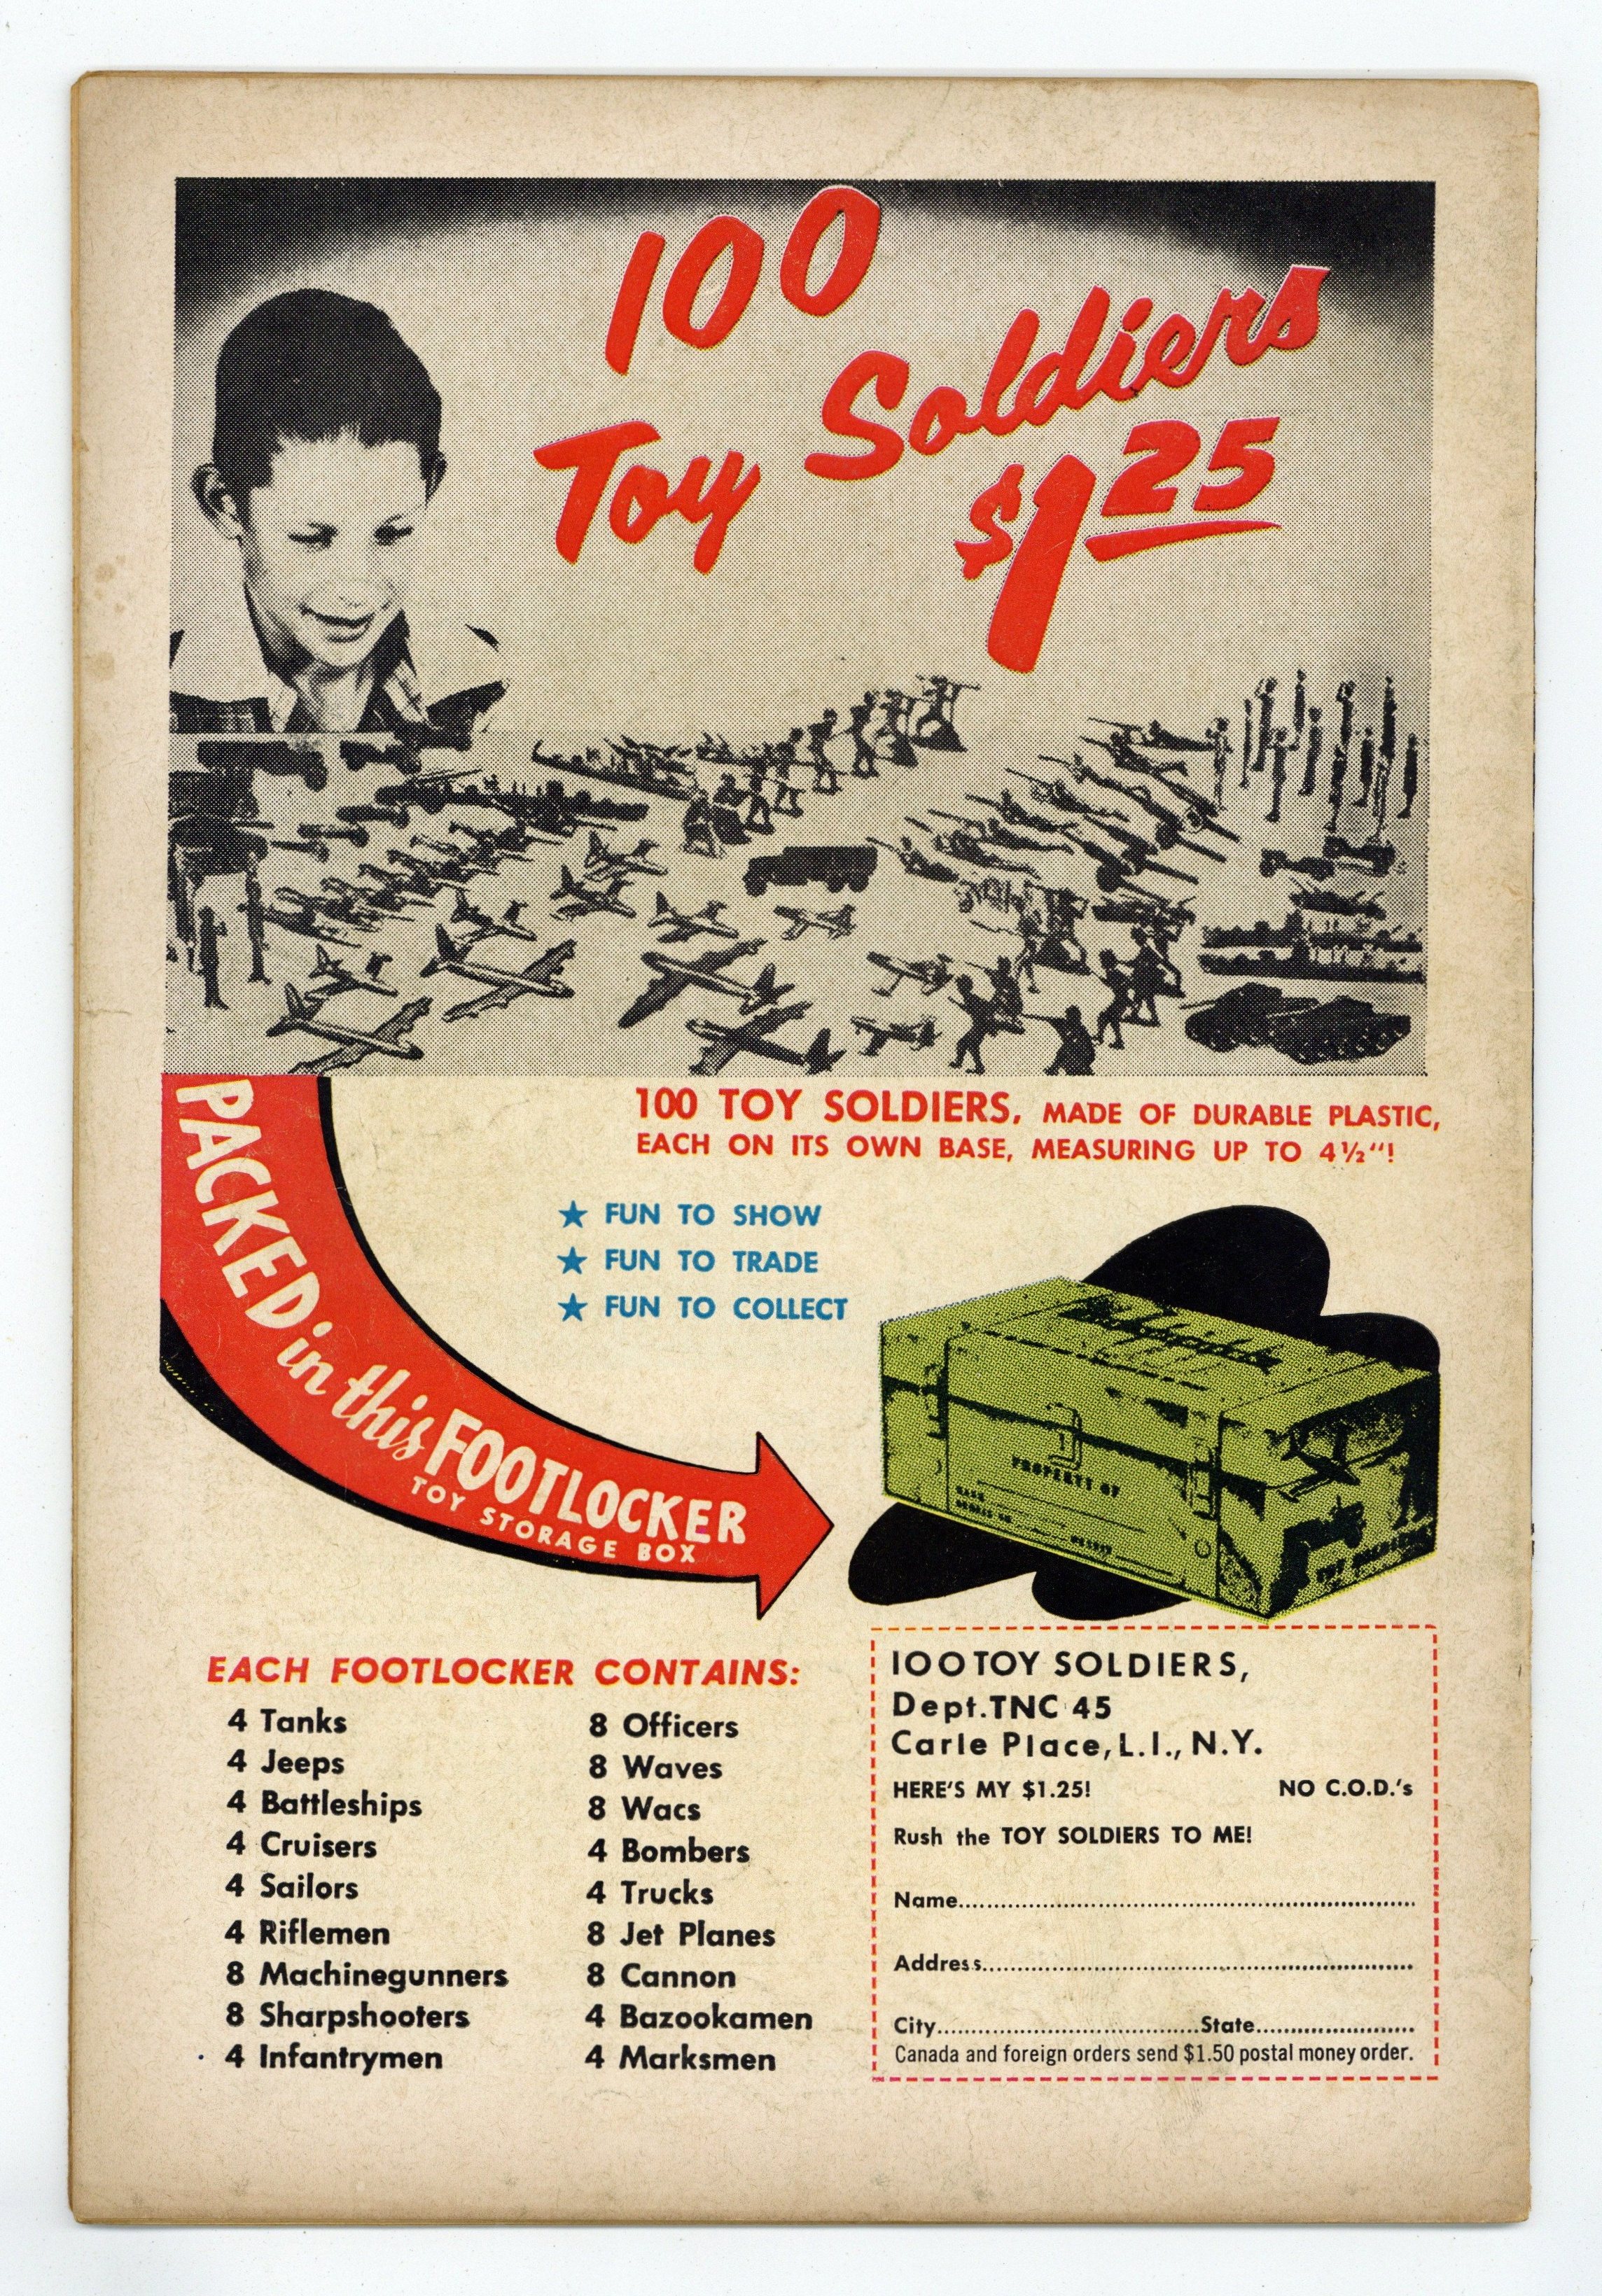 100
Toy Soldiers
$1.25
100 TOY SOLDIERS, MADE OF DURABLE PLASTIC,
EACH ON ITS OWN BASE, MEASURING UP TO 4½“!
★ FUN TO SHOW
★ FUN TO TRADE
★ FUN TO COLLECT
PACKED in this FOOTLOCKER
TOY STORAGE BOX
PROPERTY OF
EACH FOOTLOCKER CONTAINS:
4 Tanks
4 Jeeps
4 Battleships
4 Cruisers
4 Sailors
4 Riflemen
8 Machinegunners
8 Sharpshooters
4 Infantrymen
8 Officers
8 Waves
8 Wacs
4 Bombers
4 Trucks
8 Jet Planes
8 Cannon
4 Bazookamen
4 Marksmen
100 TOY SOLDIERS,
Dept. TNC 45
Carle Place, L.I., N.Y.
HERE'S MY $1.25! NO C.O.D.'s
Rush the TOY SOLDIERS TO ME!
Name
Address
City State
Canada and foreign orders send $1.50 postal money order.